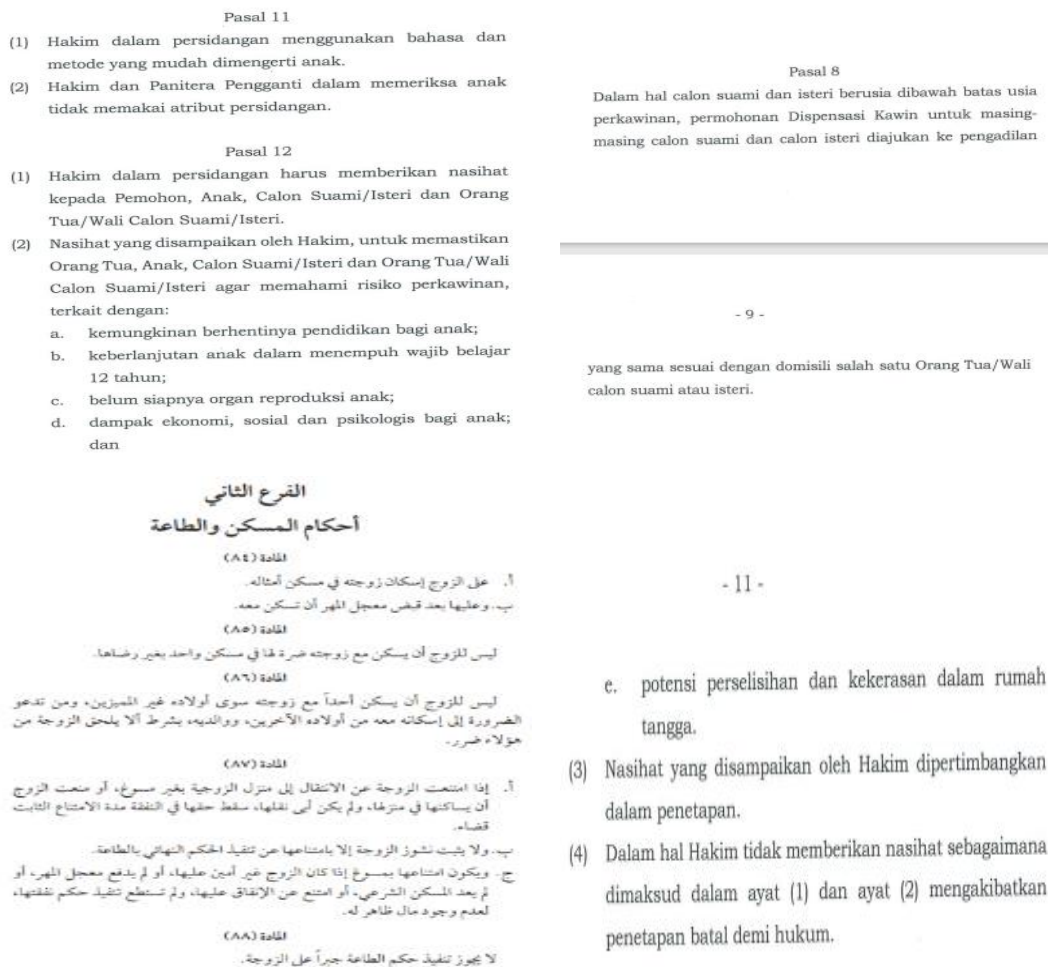 Pasal 11
(1) Hakim dalam persidangan menggunakan bahasa dan
metode yang mudah dimengerti anak.
(2) Hakim dan Panitera Pengganti dalam memeriksa anak
tidak memakai atribut persidangan.
Pasal 12
(1) Hakim dalam persidangan harus memberikan nasihat
kepada Pemohon, Anak, Calon Suami/Isteri dan Orang
Tua/Wali Calon Suami/Isteri.
(2) Nasihat yang disampaikan oleh Hakim, untuk memastikan
Orang Tua, Anak, Calon Suami/Isteri dan Orang Tua/Wali
Calon Suami/Isteri agar memahami risiko perkawinan,
terkait dengan:
a. kemungkinan berhentinya pendidikan bagi anak;
b. keberlanjutan anak dalam menempuh wajib belajar
12 tahun;
c. belum siapnya organ reproduksi anak;
d. dampak ekonomi, sosial dan psikologis bagi anak;
dan
Pasal 8
Dalam hal calon suami dan isteri berusia dibawah batas usia
perkawinan, permohonan Dispensasi Kawin untuk masing-
masing calon suami dan calon isteri diajukan ke pengadilan
- 9 -
yang sama sesuai dengan domisili salah satu Orang Tua/Wali
calon suami atau isteri.
الفرع الثاني
أحكام المسكن والطاعة
المادة (٨٤)
أ. على الزوج إسكان زوجته في مسكن أمثاله.
ب. وعليها بعد قبض معجل المهر أن تسكن معه.
المادة (٨٥)
ليس للزوج أن يسكن مع زوجته ضرة لها في مسكن واحد بغير رضاها.
المادة (٨٦)
ليس للزوج أن يسكن أحداً مع زوجته سوى أولاده غير المميزين، ومن تدعو
الضرورة إلى إسكانه معه من أولاده الآخرين، ووالديه، بشرط ألا يلحق الزوجة من
هؤلاء ضرر.
المادة (٨٧)
أ. إذا امتنعت الزوجة عن الانتقال إلى منزل الزوجية بغير مسوغ، أو منعت الزوج
أن يساكنها في منزلها، ولم يكن أبى نقلها، سقط حقها في النفقة مدة الامتناع الثابت
قضاء.
ب. ولا يثبت نشوز الزوجة إلا بامتناعها عن تنفيذ الحكم النهائي بالطاعة.
ج. ويكون امتناعها بمسوغ إذا كان الزوج غير أمين عليها، أو لم يدفع معجل المهر، أو
لم يعد المسكن الشرعي، أو امتنع عن الإنفاق عليها، ولم تستطع تنفيذ حكم نفقتها،
لعدم وجود مال ظاهر له.
المادة (٨٨)
لا يجوز تنفيذ حكم الطاعة جبراً على الزوجة.
- 11 -
e. potensi perselisihan dan kekerasan dalam rumah
tangga.
(3) Nasihat yang disampaikan oleh Hakim dipertimbangkan
dalam penetapan.
(4) Dalam hal Hakim tidak memberikan nasihat sebagaimana
dimaksud dalam ayat (1) dan ayat (2) mengakibatkan
penetapan batal demi hukum.